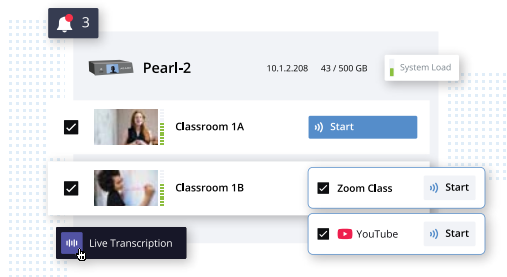 3
Pearl-2
10.1.2.208
43 / 500 GB
System Load
Classroom 1A
Start
Classroom 1B
Zoom Class
Start
YouTube
Start
Live Transcription